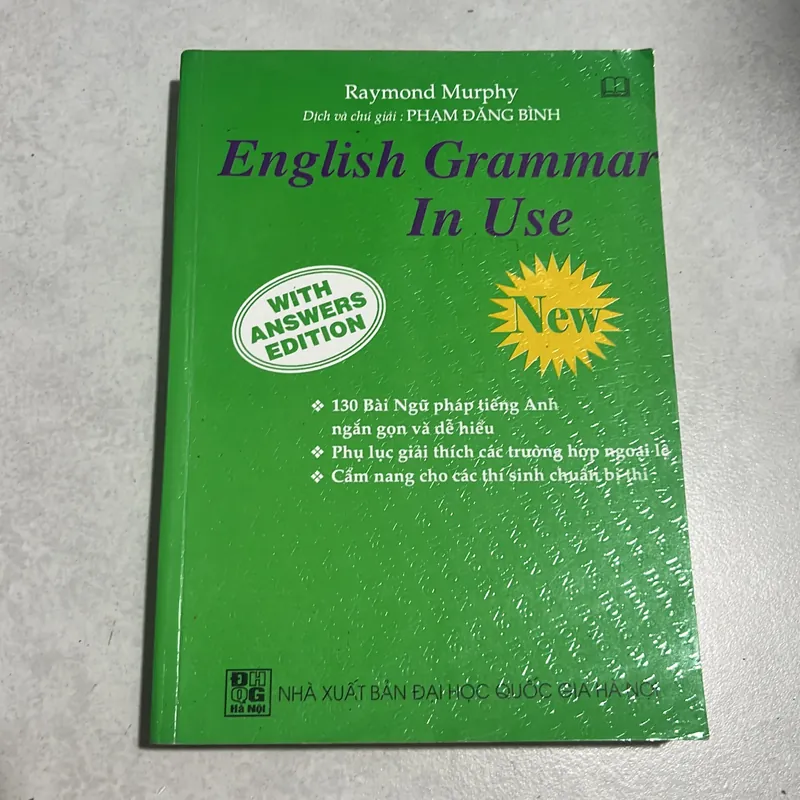 Raymond Murphy
Dịch và chú giải : PHẠM ĐĂNG BÌNH
English Grammar
In Use
WITH
ANSWERS
EDITION
New
❖ 130 Bài Ngữ pháp tiếng Anh
ngắn gọn và dễ hiểu
❖ Phụ lục giải thích các trường hợp ngoại lệ
❖ Cẩm nang cho các thí sinh chuẩn bị thi
ĐH
QG
Hà Nội
NHÀ XUẤT BẢN ĐẠI HỌC QUỐC GIA HÀ NỘI